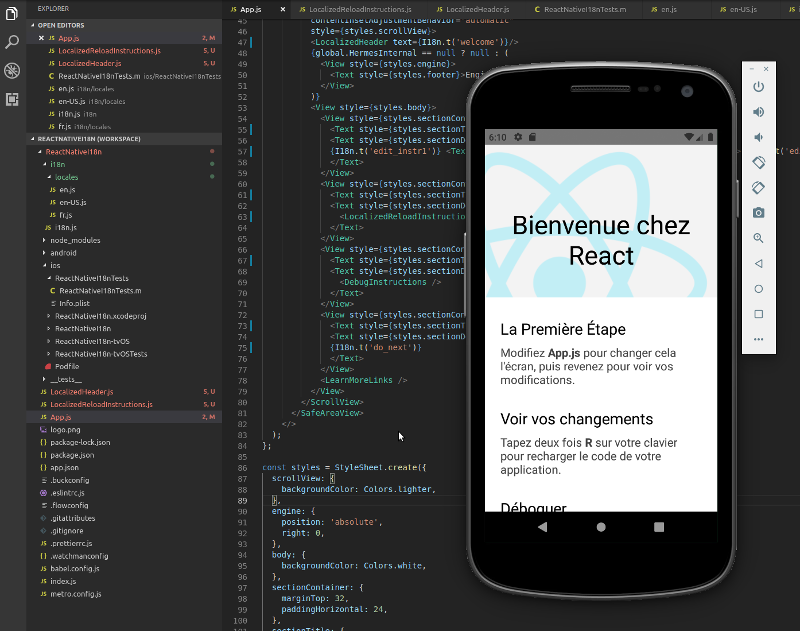 EXPLORER
OPEN EDITORS
JS App.js 2, M
JS LocalizedReloadInstructions.js 5, U
JS LocalizedHeader.js 5, U
C ReactNativeI18nTests.m ios/ReactNativeI18nTests
JS en.js i18n/locales
JS en-US.js i18n/locales
JS i18n.js i18n
JS fr.js i18n/locales
REACTNATIVEI18N (WORKSPACE)
ReactNativeI18n
i18n
locales
JS en.js
JS en-US.js
JS fr.js
JS i18n.js
node_modules
android
ios
ReactNativeI18nTests
C ReactNativeI18nTests.m
Info.plist
ReactNativeI18n.xcodeproj
ReactNativeI18n
ReactNativeI18n-tvOS
ReactNativeI18n-tvOSTests
Podfile
__tests__
JS LocalizedHeader.js 5, U
JS LocalizedReloadInstructions.js 5, U
JS App.js 2, M
logo.png
{} package-lock.json
{} package.json
{} app.json
.buckconfig
.eslintrc.js
.flowconfig
.gitattributes
.gitignore
JS .prettierrc.js
{} .watchmanconfig
JS babel.config.js
JS index.js
JS metro.config.js
JS App.js
JS LocalizedReloadInstructions.js
JS LocalizedHeader.js
C ReactNativeI18nTests.m
JS en.js
JS en-US.js
JS
45 contentInsetAdjustmentBehavior="automatic"
46 style={styles.scrollView}>
47 <LocalizedHeader text={I18n.t('welcome')}/>
48 {global.HermesInternal == null ? null : (
49 <View style={styles.engine}>
50 <Text style={styles.footer}>Eng
51 </View>
52 )}
53 <View style={styles.body}>
54 <View style={styles.sectionCon
55 <Text style={styles.sectionT
56 <Text style={styles.sectionD
57 {I18n.t('edit_instr1')} <Tex t('ed
58 </Text>
59 </View>
60 <View style={styles.sectionCon
61 <Text style={styles.sectionT
62 <Text style={styles.sectionD
63 <LocalizedReloadInstructio
64 </Text>
65 </View>
66 <View style={styles.sectionCon
67 <Text style={styles.sectionT
68 <Text style={styles.sectionD
69 <DebugInstructions />
70 </Text>
71 </View>
72 <View style={styles.sectionCon
73 <Text style={styles.sectionT
74 <Text style={styles.sectionD
75 {I18n.t('do_next')}
76 </Text>
77 </View>
78 <LearnMoreLinks />
79 </View>
80 </ScrollView>
81 </SafeAreaView>
82 </>
83 );
84 };
85
86 const styles = StyleSheet.create({
87 scrollView: {
88 backgroundColor: Colors.lighter,
89 },
90 engine: {
91 position: 'absolute',
92 right: 0,
93 },
94 body: {
95 backgroundColor: Colors.white,
96 },
97 sectionContainer: {
98 marginTop: 32,
99 paddingHorizontal: 24,
100 },
101 sectionTitle: {
6:10
Bienvenue chez
React
La Première Étape
Modifiez App.js pour changer cela
l'écran, puis revenez pour voir vos
modifications.
Voir vos changements
Tapez deux fois R sur votre clavier
pour recharger le code de votre
application.
Déboguer